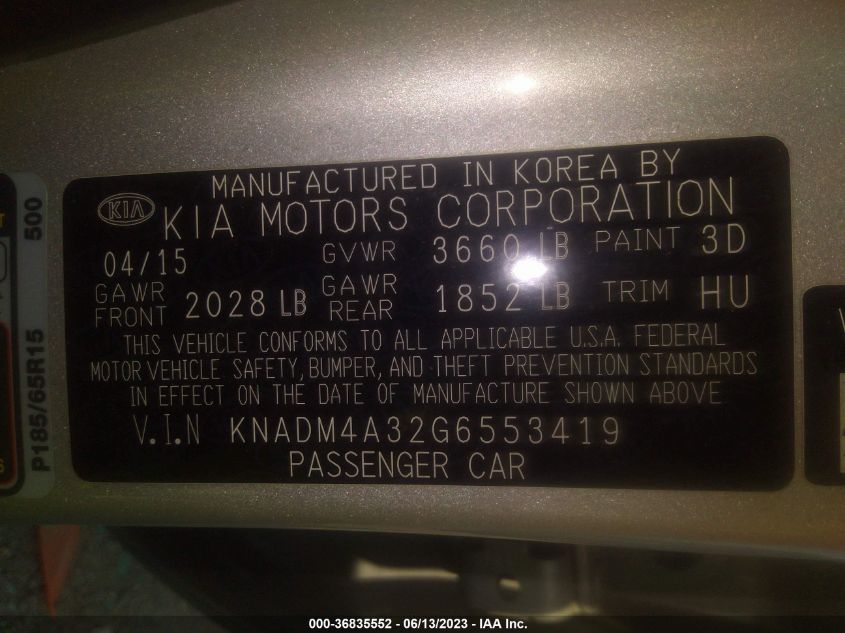 MANUFACTURED IN KOREA BY
KIA KIA MOTORS CORPORATION
04/15 GVWR 3660 LB PAINT 3D
GAWR FRONT 2028 LB GAWR REAR 1852 LB TRIM HU
THIS VEHICLE CONFORMS TO ALL APPLICABLE U.S.A. FEDERAL
MOTOR VEHICLE SAFETY, BUMPER, AND THEFT PREVENTION STANDARDS
IN EFFECT ON THE DATE OF MANUFACTURE SHOWN ABOVE
V.I.N KNADM4A32G6553419
PASSENGER CAR
P185/65R15 500
000-36835552 - 06/13/2023 - IAA Inc.